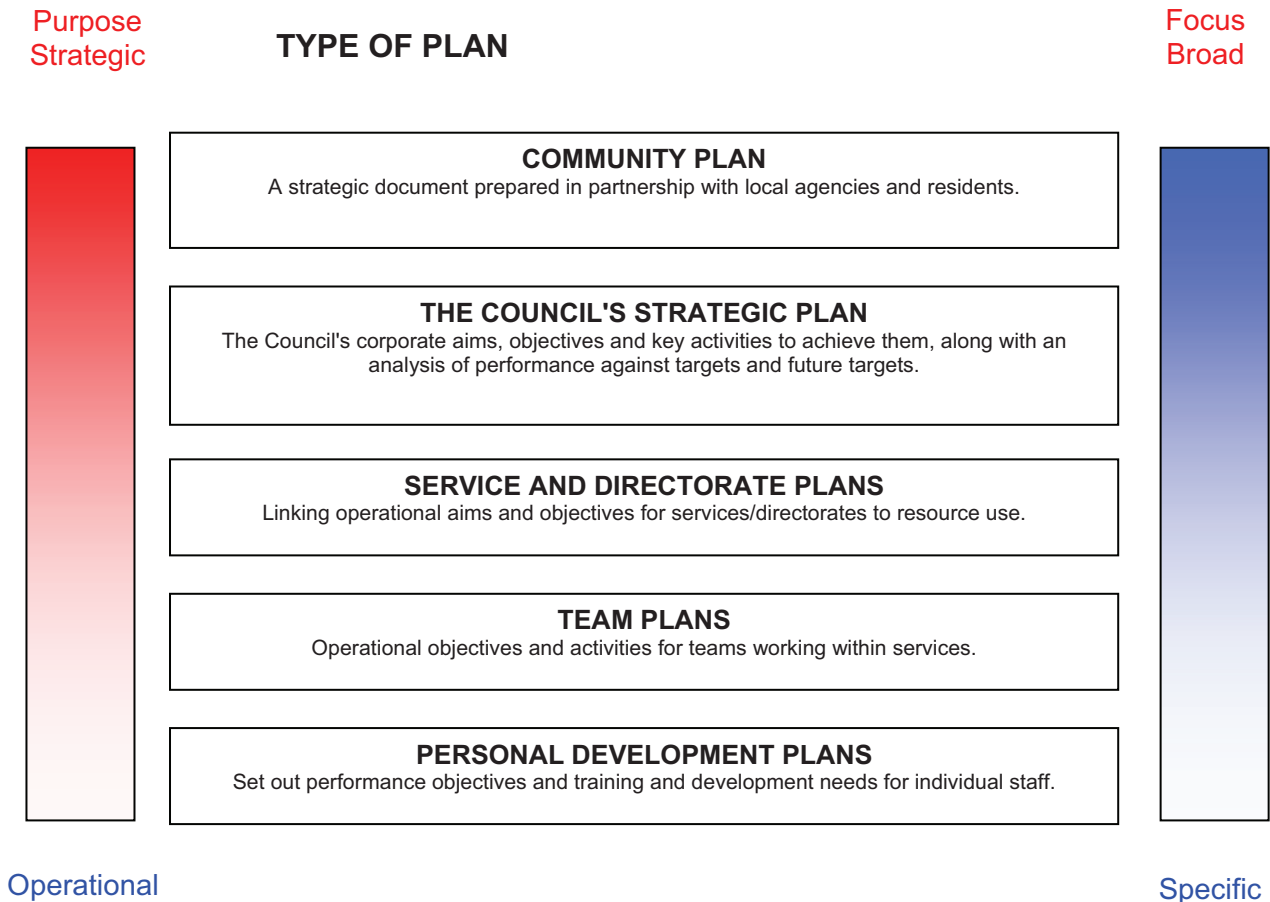 Purpose
Strategic
TYPE OF PLAN
Focus
Broad
COMMUNITY PLAN
A strategic document prepared in partnership with local agencies and residents.
THE COUNCIL'S STRATEGIC PLAN
The Council's corporate aims, objectives and key activities to achieve them, along with an
analysis of performance against targets and future targets.
SERVICE AND DIRECTORATE PLANS
Linking operational aims and objectives for services/directorates to resource use.
TEAM PLANS
Operational objectives and activities for teams working within services.
PERSONAL DEVELOPMENT PLANS
Set out performance objectives and training and development needs for individual staff.
Operational
Specific